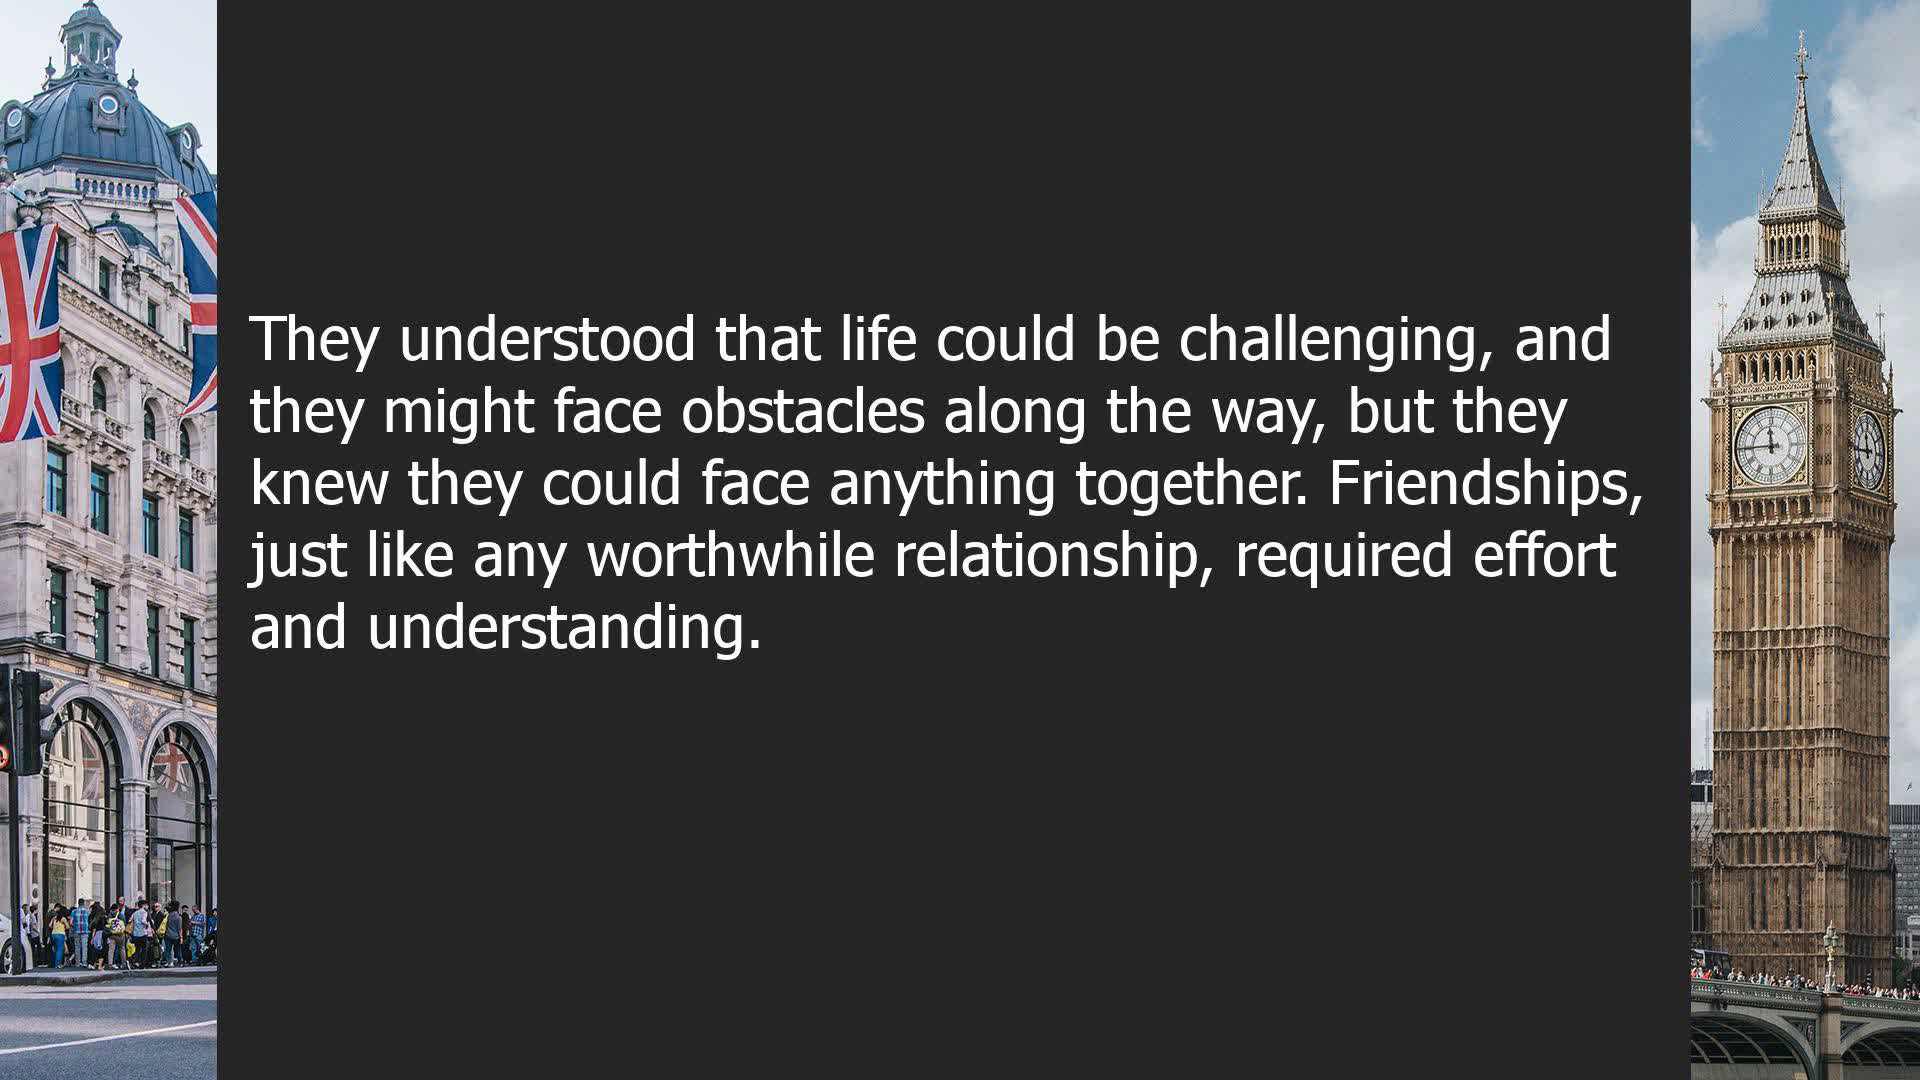 They understood that life could be challenging, and
they might face obstacles along the way, but they
knew they could face anything together. Friendships,
just like any worthwhile relationship, required effort
and understanding.